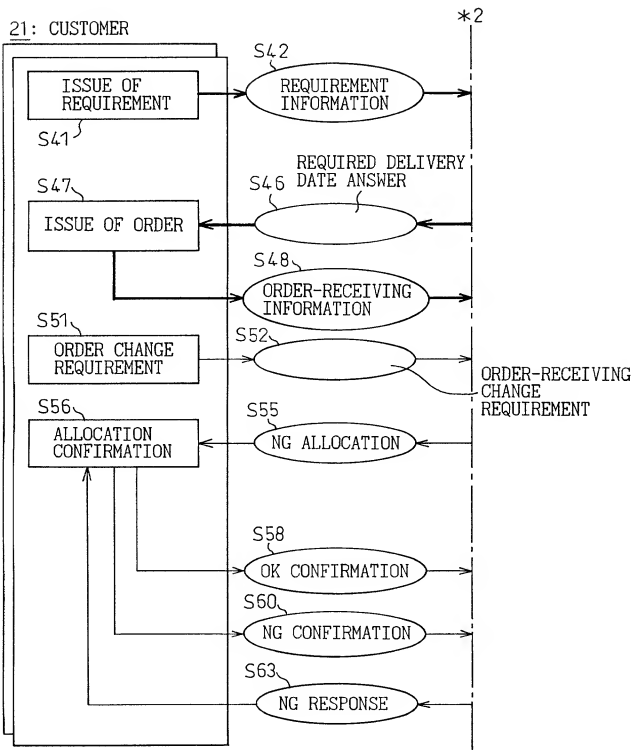 *2
21: CUSTOMER
S42
ISSUE OF
REQUIREMENT
REQUIREMENT
INFORMATION
S41
REQUIRED DELIVERY
DATE ANSWER
S47
S46
ISSUE OF ORDER
S48
ORDER-RECEIVING
INFORMATION
S51
S52
ORDER CHANGE
REQUIREMENT
ORDER-RECEIVING
CHANGE
REQUIREMENT
S56
S55
ALLOCATION
CONFIRMATION
NG ALLOCATION
S58
OK CONFIRMATION
S60
NG CONFIRMATION
S63
NG RESPONSE